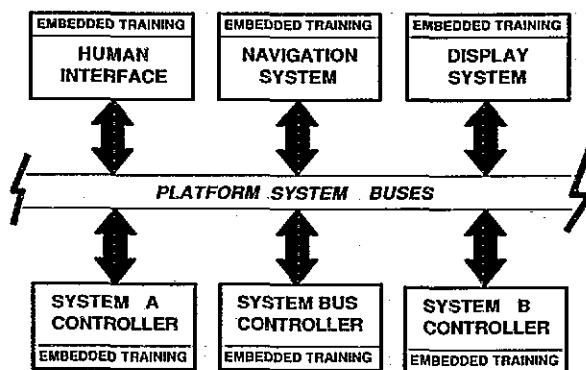 EMBEDDED TRAINING
HUMAN
INTERFACE
EMBEDDED TRAINING
NAVIGATION
SYSTEM
EMBEDDED TRAINING
DISPLAY
SYSTEM
PLATFORM SYSTEM BUSES
SYSTEM A
CONTROLLER
EMBEDDED TRAINING
SYSTEM BUS
CONTROLLER
EMBEDDED TRAINING
SYSTEM B
CONTROLLER
EMBEDDED TRAINING